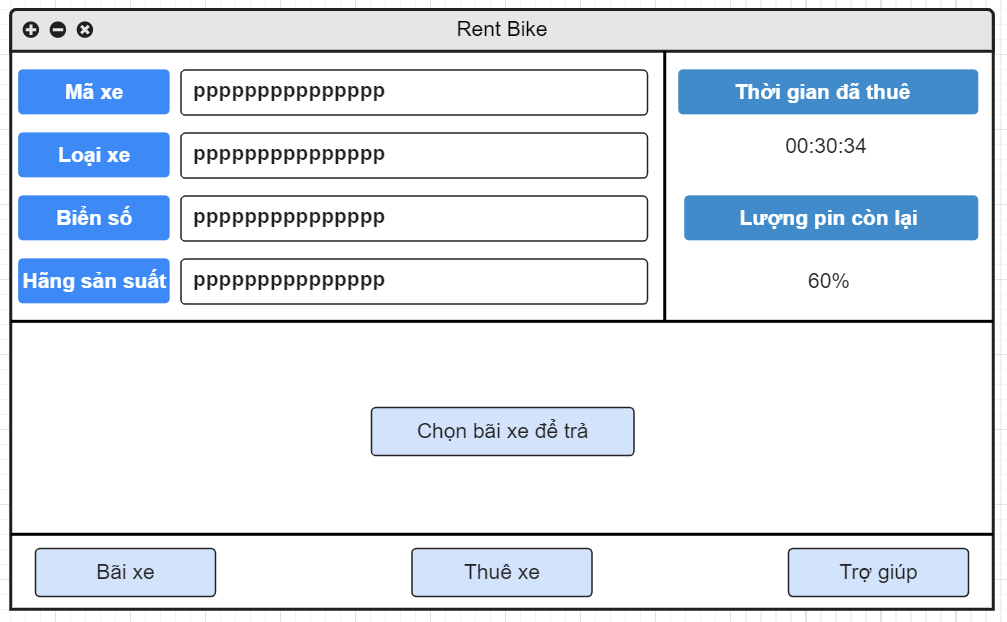 Rent Bike
Mã xe
ppppppppppppppp
Loại xe
ppppppppppppppp
Biển số
ppppppppppppppp
Hãng sản suất
ppppppppppppppp
Thời gian đã thuê
00:30:34
Lượng pin còn lại
60%
Chọn bãi xe để trả
Bãi xe
Thuê xe
Trợ giúp